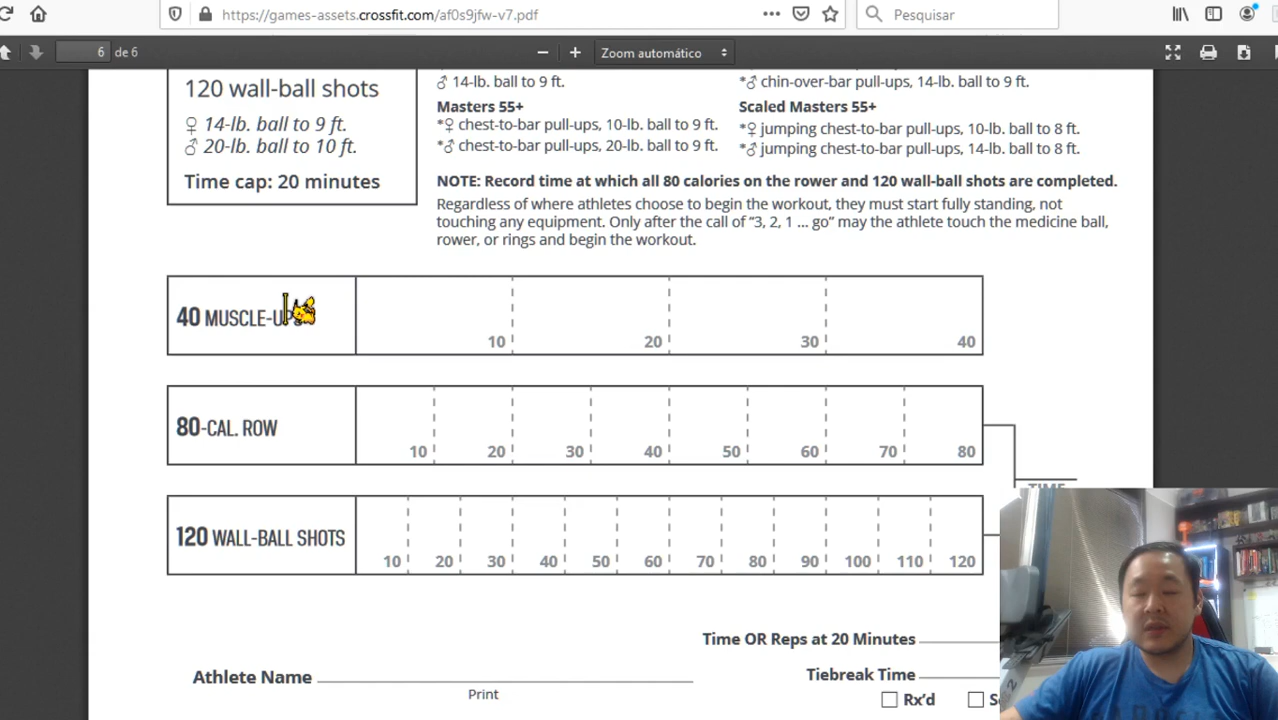 https://games-assets.crossfit.com/af0s9jfw-v7.pdf
Pesquisar
6 de 6
Zoom automático
120 wall-ball shots
♀ 14-lb. ball to 9 ft.
♂ 20-lb. ball to 10 ft.
Time cap: 20 minutes
♂ 14-lb. ball to 9 ft.
Masters 55+
*♀ chest-to-bar pull-ups, 10-lb. ball to 9 ft.
*♂ chest-to-bar pull-ups, 20-lb. ball to 9 ft.
*♂ chin-over-bar pull-ups, 14-lb. ball to 9 ft.
Scaled Masters 55+
*♀ jumping chest-to-bar pull-ups, 10-lb. ball to 8 ft.
*♂ jumping chest-to-bar pull-ups, 14-lb. ball to 8 ft.
NOTE: Record time at which all 80 calories on the rower and 120 wall-ball shots are completed.
Regardless of where athletes choose to begin the workout, they must start fully standing, not
touching any equipment. Only after the call of “3, 2, 1 ... go” may the athlete touch the medicine ball,
rower, or rings and begin the workout.
40 MUSCLE-UPS
10 20 30 40
80-CAL. ROW
10 20 30 40 50 60 70 80
TIME
120 WALL-BALL SHOTS
10 20 30 40 50 60 70 80 90 100 110 120
Time OR Reps at 20 Minutes
Athlete Name
Print
Tiebreak Time
Rx’d